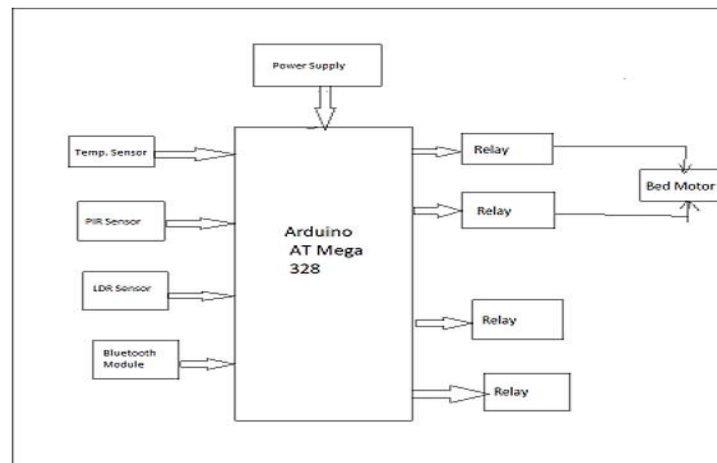 Power Supply
Temp. Sensor
Relay
Bed Motor
PIR Sensor
Relay
Arduino
AT Mega
328
LDR Sensor
Relay
Bluetooth
Module
Relay